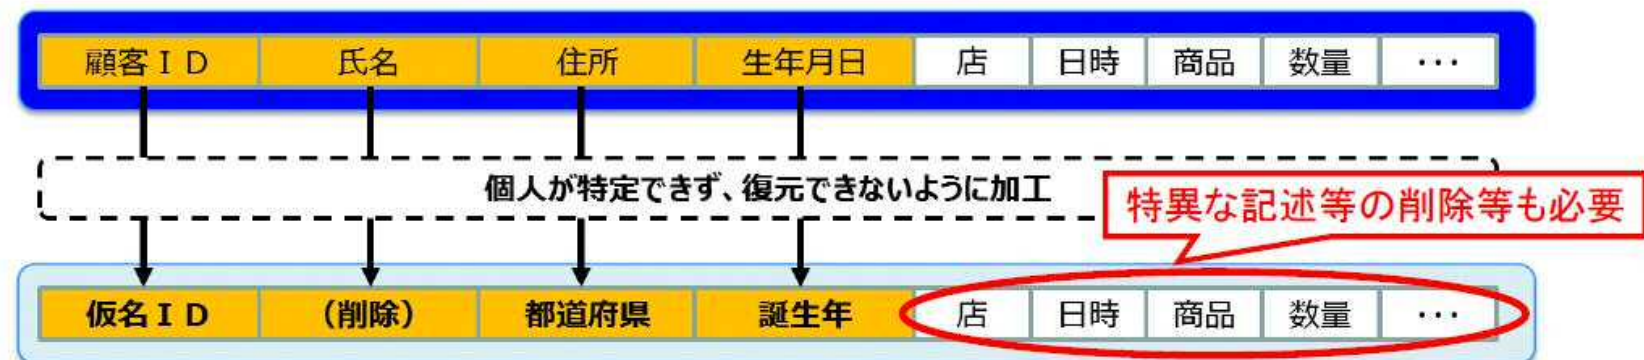 顧客ＩＤ 氏名 住所 生年月日 店 日時 商品 数量 ･･･
個人が特定できず、復元できないように加工
特異な記述等の削除等も必要
仮名ＩＤ （削除） 都道府県 誕生年 店 日時 商品 数量 ･･･